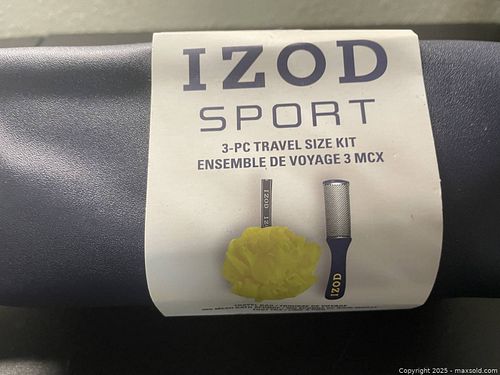 IZOD
SPORT
3-PC TRAVEL SIZE KIT
ENSEMBLE DE VOYAGE 3 MCX
IZOD
IZOD
Copyright 2025 - maxsold.com